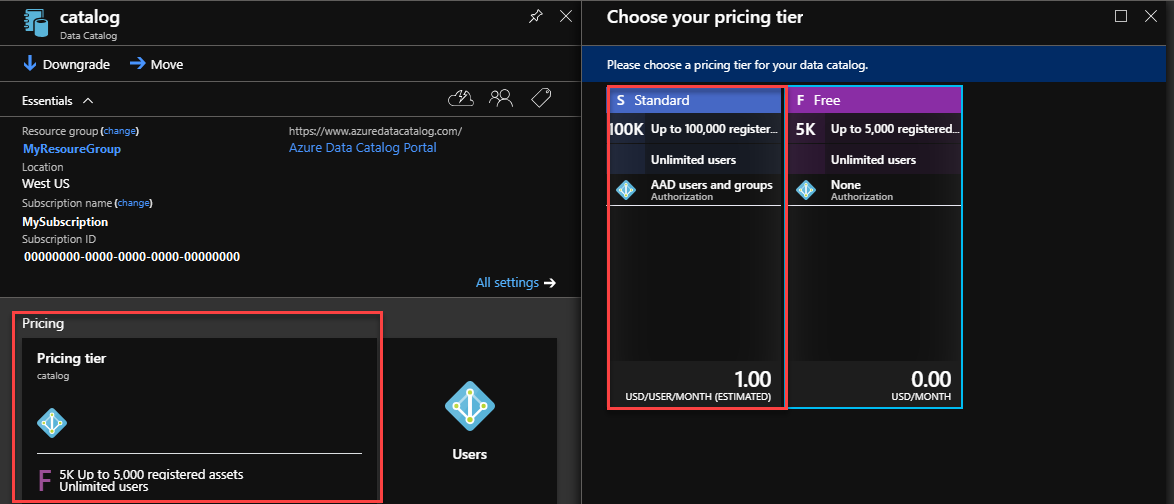 catalog
Data Catalog
Downgrade Move
Essentials
Resource group (change)
MyResoureGroup
Location
West US
Subscription name (change)
MySubscription
Subscription ID
00000000-0000-0000-0000-00000000
https://www.azuredatacatalog.com/
Azure Data Catalog Portal
All settings
Pricing
Pricing tier
catalog
F 5K Up to 5,000 registered assets
Unlimited users
Users
Choose your pricing tier
Please choose a pricing tier for your data catalog.
S Standard
100K Up to 100,000 register...
Unlimited users
AAD users and groups
Authorization
1.00
USD/USER/MONTH (ESTIMATED)
F Free
5K Up to 5,000 registered...
Unlimited users
None
Authorization
0.00
USD/MONTH